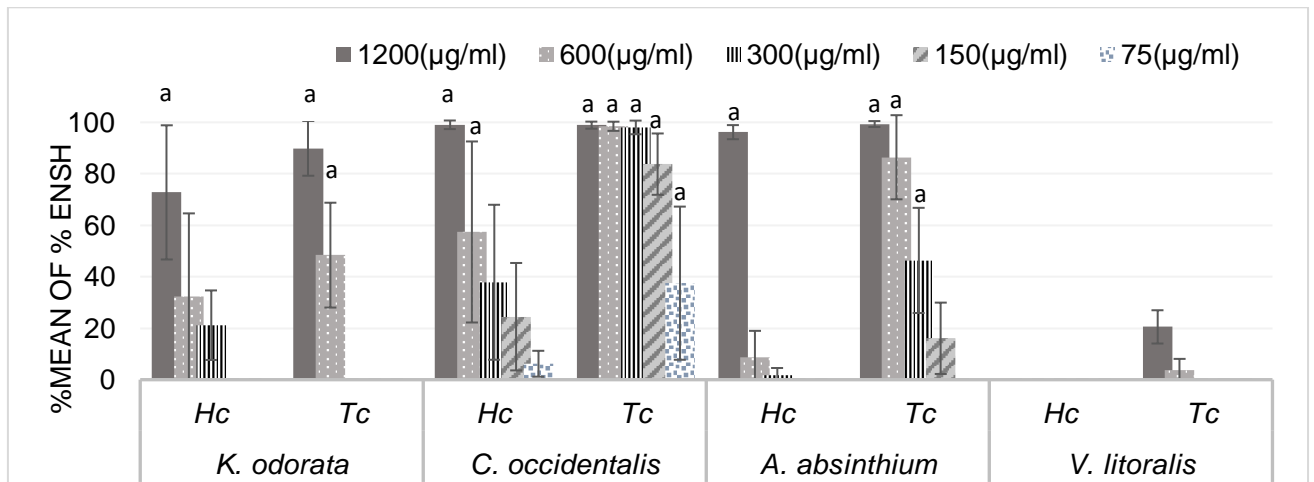 1200(µg/ml) 600(µg/ml) 300(µg/ml) 150(µg/ml) 75(µg/ml)
%MEAN OF % ENSH
100
80
60
40
20
0
a a a a a a a a a a a a a a
Hc Tc Hc Tc Hc Tc Hc Tc
K. odorata C. occidentalis A. absinthium V. litoralis